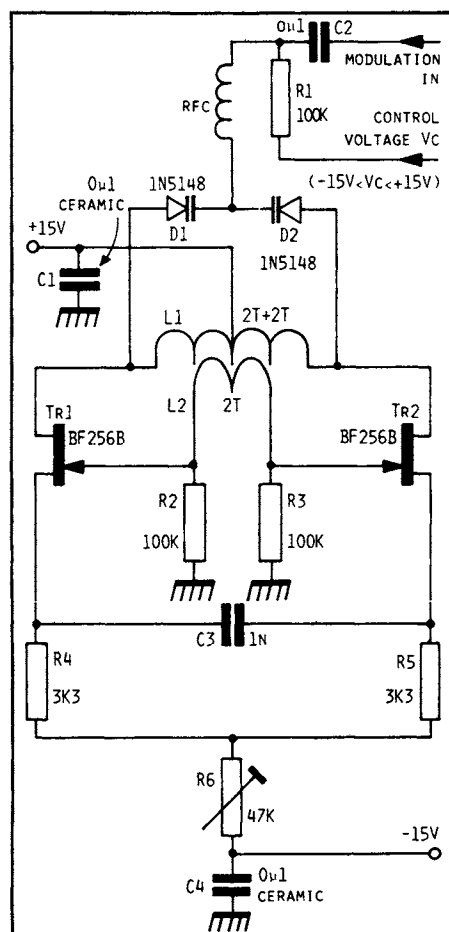 0µ1
C2
MODULATION
IN
R1
100K
RFC
CONTROL
VOLTAGE Vc
(-15V<Vc<+15V)
0µ1
CERAMIC
1N5148
D1
D2
1N5148
+15V
C1
L1
2T+2T
L2
2T
TR1
BF256B
TR2
BF256B
R2
100K
R3
100K
C3
1N
R4
3K3
R5
3K3
R6
47K
-15V
C4
0µ1
CERAMIC